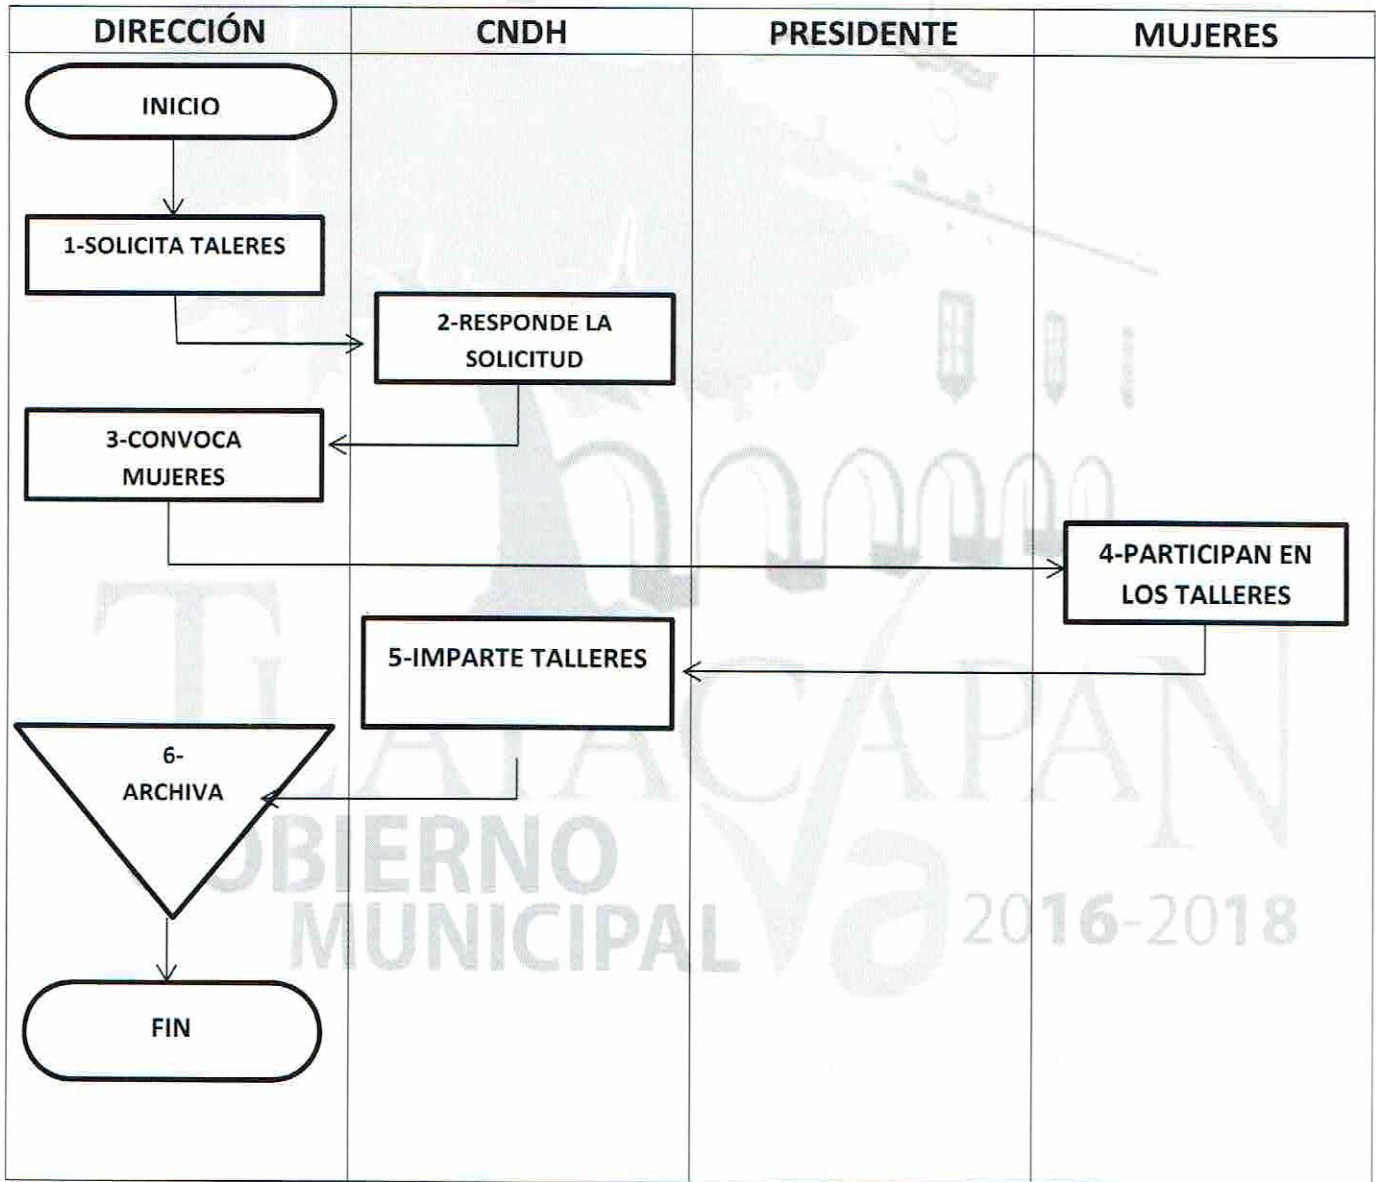 DIRECCIÓN CNDH PRESIDENTE MUJERES
INICIO
1-SOLICITA TALERES
2-RESPONDE LA
SOLICITUD
3-CONVOCA
MUJERES
4-PARTICIPAN EN
LOS TALLERES
5-IMPARTE TALLERES
6-
ARCHIVA
FIN
TLAYACAPAN
Va
GOBIERNO
MUNICIPAL
2016-2018